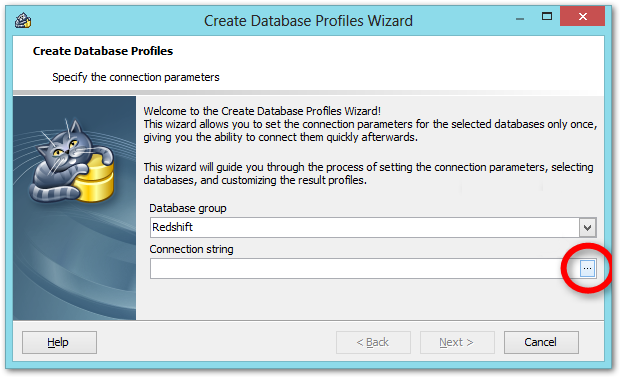 Create Database Profiles Wizard
Create Database Profiles
Specify the connection parameters
Welcome to the Create Database Profiles Wizard!
This wizard allows you to set the connection parameters for the selected databases only once,
giving you the ability to connect them quickly afterwards.
This wizard will guide you through the process of setting the connection parameters, selecting
databases, and customizing the result profiles.
Database group
Redshift
Connection string
...
Help
< Back
Next >
Cancel